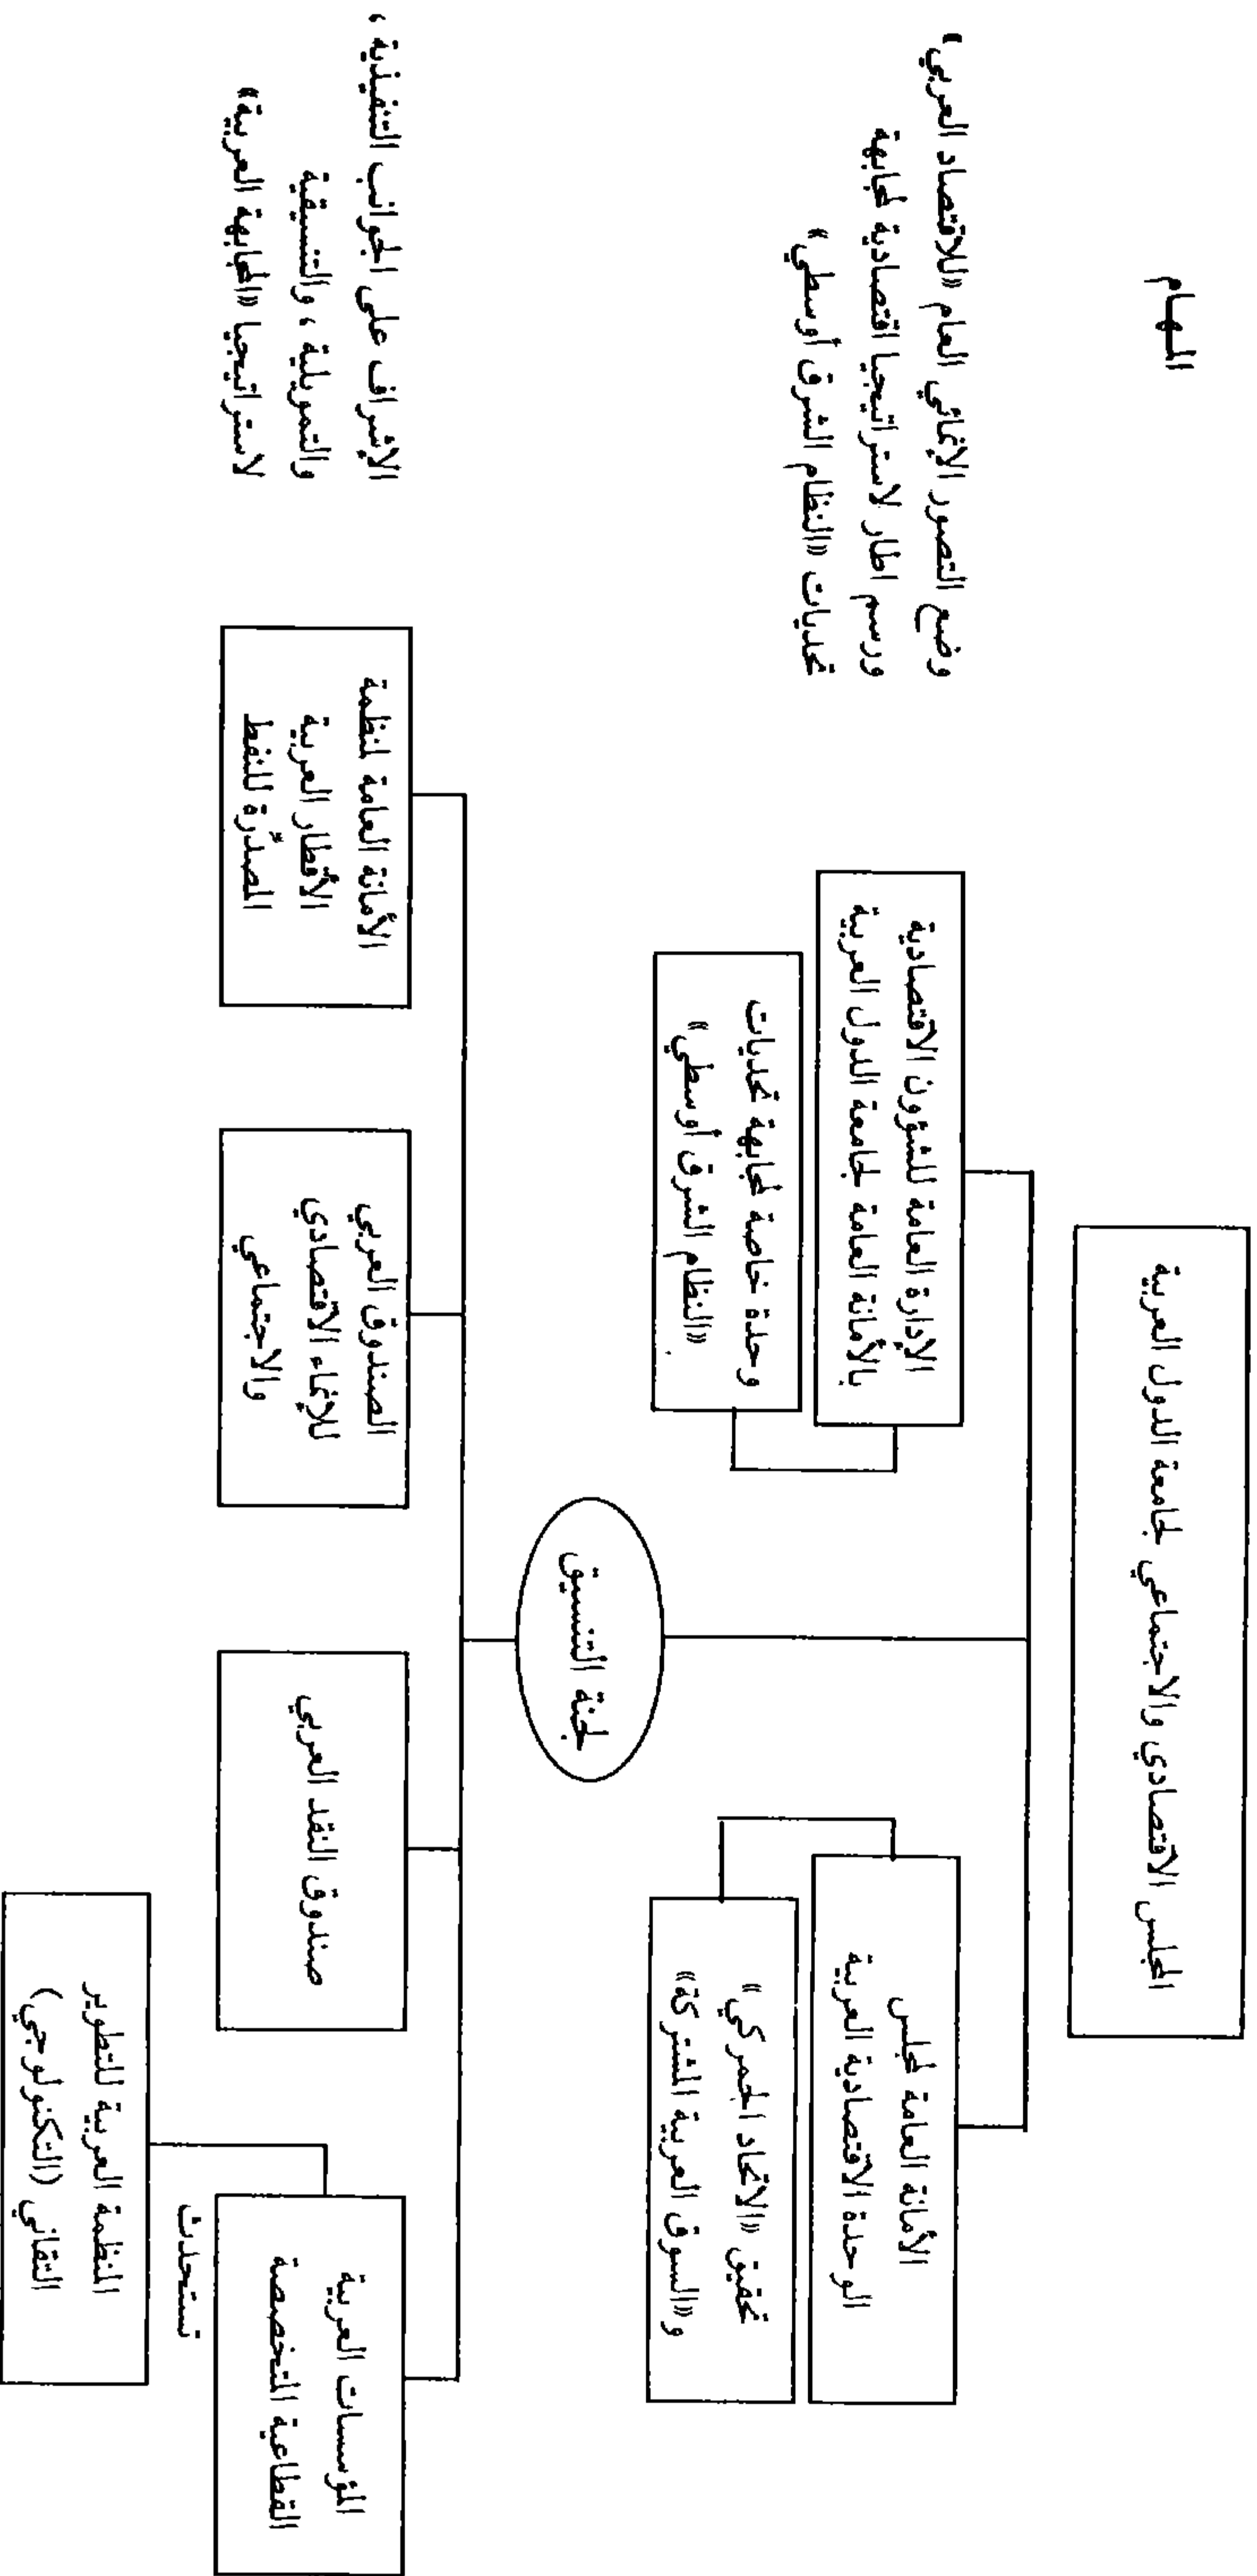 المهام
المجلس الاقتصادي والاجتماعي لجامعة الدول العربية
وضع التصور الإنمائي العام «للاقتصاد العربي»
ورسم اطار لاستراتيجيا اقتصادية لمجابهة
تحديات «النظام الشرق أوسطي»
الأمانة العامة لمجلس
الوحدة الاقتصادية العربية
تحقيق «الاتحاد الجمركي»
و«السوق العربية المشتركة»
الإدارة العامة للشؤون الاقتصادية
بالأمانة العامة لجامعة الدول العربية
وحدة خاصة لمجابهة تحديات
«النظام الشرق أوسطي»
لجنة التنسيق
الإشراف على الجوانب التنفيذية،
والتمويلية، والتنسيقية
لاستراتيجيا «المجابهة العربية»
المؤسسات العربية
القطاعية المتخصصة
صندوق النقد العربي
الصندوق العربي
للإنماء الاقتصادي
والاجتماعي
الأمانة العامة لمنظمة
الأقطار العربية
المصدّرة للنفط
تستحدث
المنظمة العربية للتطوير
التقاني (التكنولوجي)